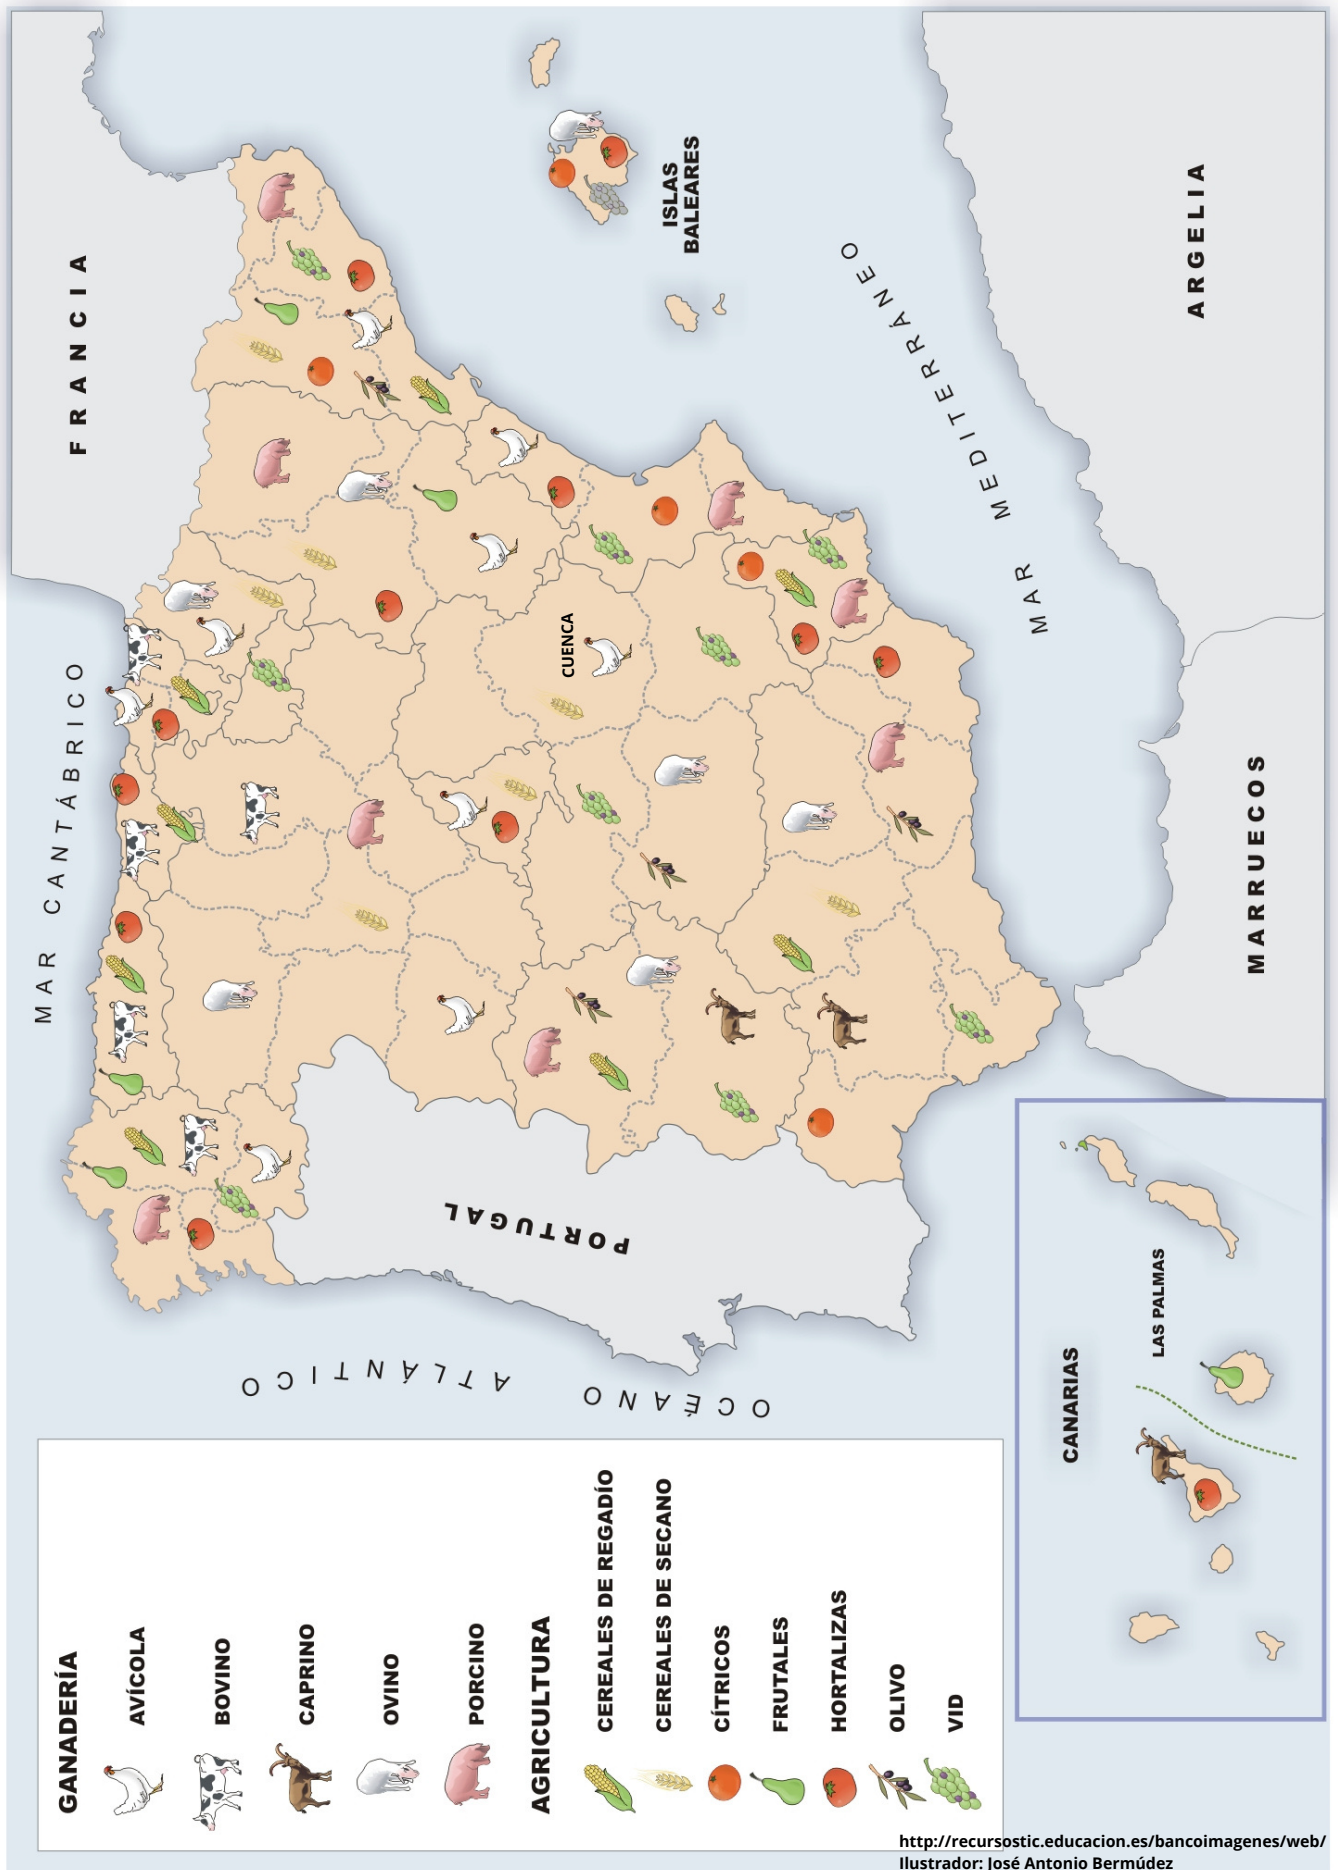 FRANCIA
MAR CANTÁBRICO
ISLAS
BALEARES
MAR MEDITERRÁNEO
ARGELIA
MARRUECOS
CUENCA
PORTUGAL
OCÉANO ATLÁNTICO
GANADERÍA
AVÍCOLA
BOVINO
CAPRINO
OVINO
PORCINO
AGRICULTURA
CEREALES DE REGADÍO
CEREALES DE SECANO
CÍTRICOS
FRUTALES
HORTALIZAS
OLIVO
VID
CANARIAS
LAS PALMAS
http://recursostic.educacion.es/bancoimagenes/web/
Ilustrador: José Antonio Bermúdez